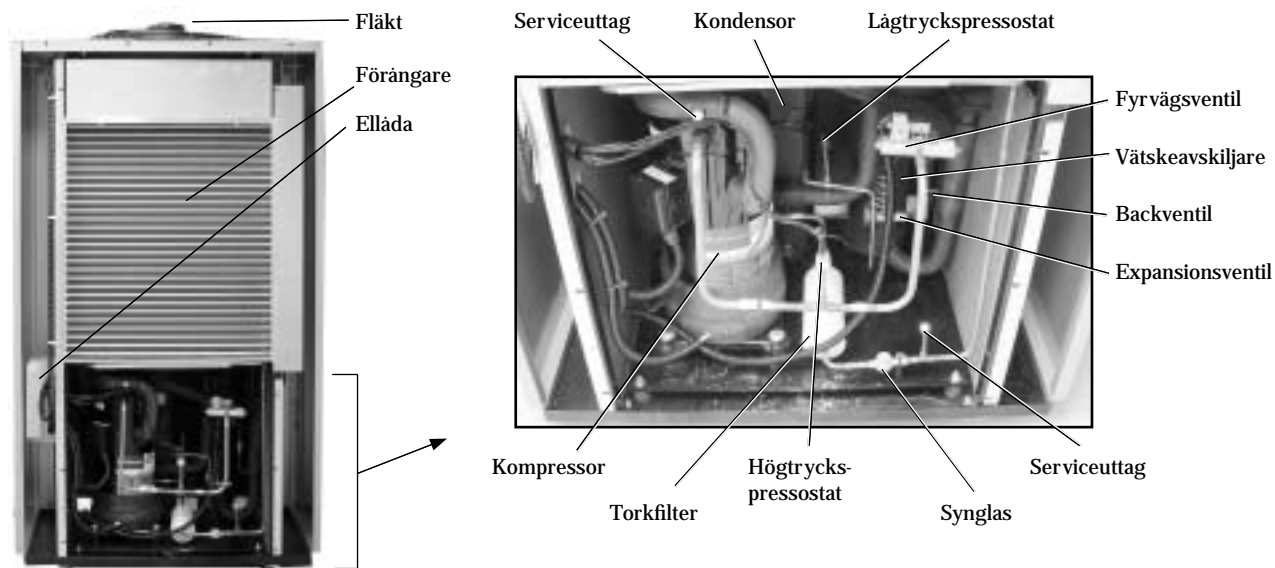 Fläkt
Förångare
Ellåda
Serviceuttag
Kondensor
Lågtryckspressostat
Fyrvägsventil
Vätskeavskiljare
Backventil
Expansionsventil
Kompressor
Torkfilter
Högtrycks-
pressostat
Synglas
Serviceuttag